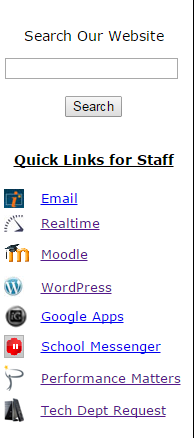 Search Our Website
Search
Quick Links for Staff
Email
Realtime
Moodle
WordPress
Google Apps
School Messenger
Performance Matters
Tech Dept Request